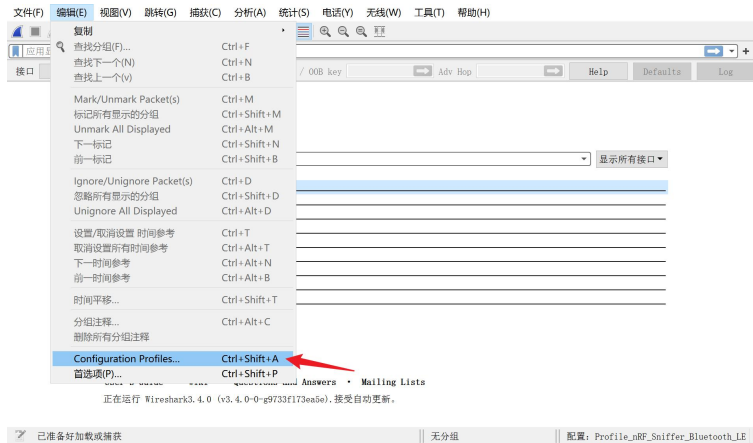 文件(F) 编辑(E) 视图(V) 跳转(G) 捕获(C) 分析(A) 统计(S) 电话(Y) 无线(W) 工具(T) 帮助(H)
复制
查找分组(F)... Ctrl+F
查找下一个(N) Ctrl+N
查找上一个(v) Ctrl+B
Mark/Unmark Packet(s) Ctrl+M
标记所有显示的分组 Ctrl+Shift+M
Unmark All Displayed Ctrl+Alt+M
下一标记 Ctrl+Shift+N
前一标记 Ctrl+Shift+B
Ignore/Unignore Packet(s) Ctrl+D
忽略所有显示的分组 Ctrl+Shift+D
Unignore All Displayed Ctrl+Alt+D
设置/取消设置 时间参考 Ctrl+T
取消设置所有时间参考 Ctrl+Alt+T
下一时间参考 Ctrl+Alt+N
前一时间参考 Ctrl+Alt+B
时间平移... Ctrl+Shift+T
分组注释... Ctrl+Alt+C
删除所有分组注释
Configuration Profiles... Ctrl+Shift+A
首选项(P)... Ctrl+Shift+P
应用显
接口 / OOB key Adv Hop Help Defaults Log
显示所有接口
and Answers · Mailing Lists
正在运行 Wireshark3.4.0 (v3.4.0-0-g9733f173ea5e).接受自动更新。
已准备好加载或捕获 无分组 配置: Profile_nRF_Sniffer_Bluetooth_LE